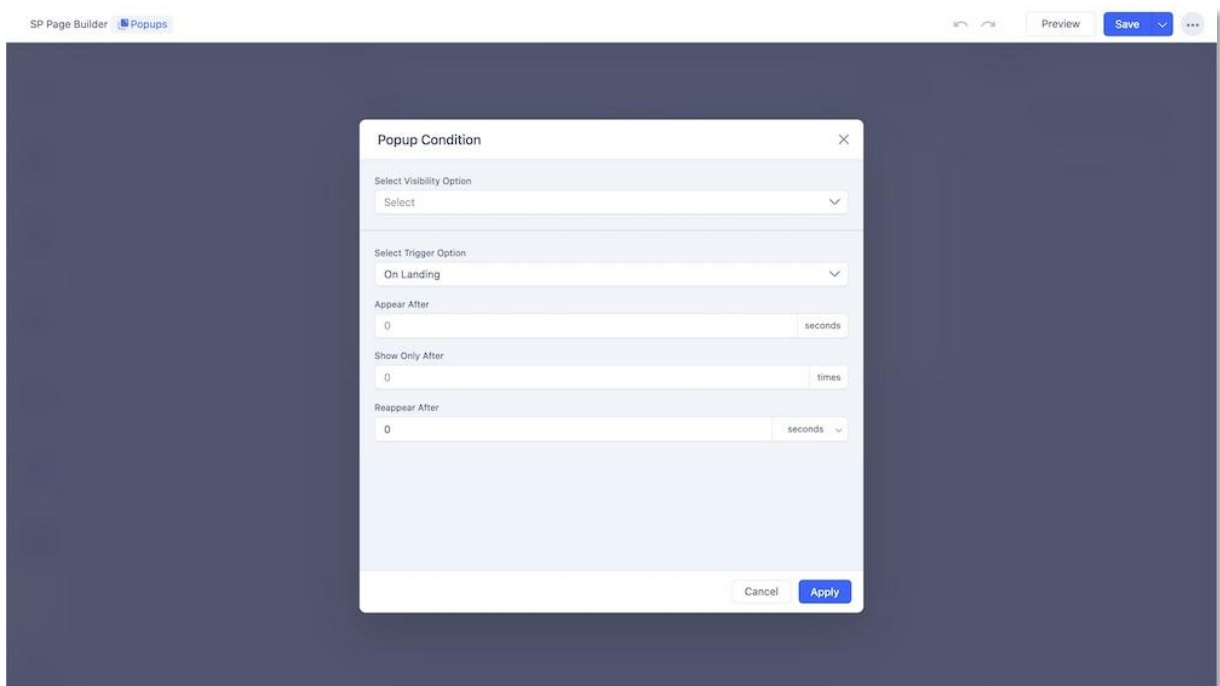 SP Page Builder Popups Preview Save
Popup Condition
Select Visibility Option
Select
Select Trigger Option
On Landing
Appear After
0 seconds
Show Only After
0 times
Reappear After
0 seconds
Cancel Apply